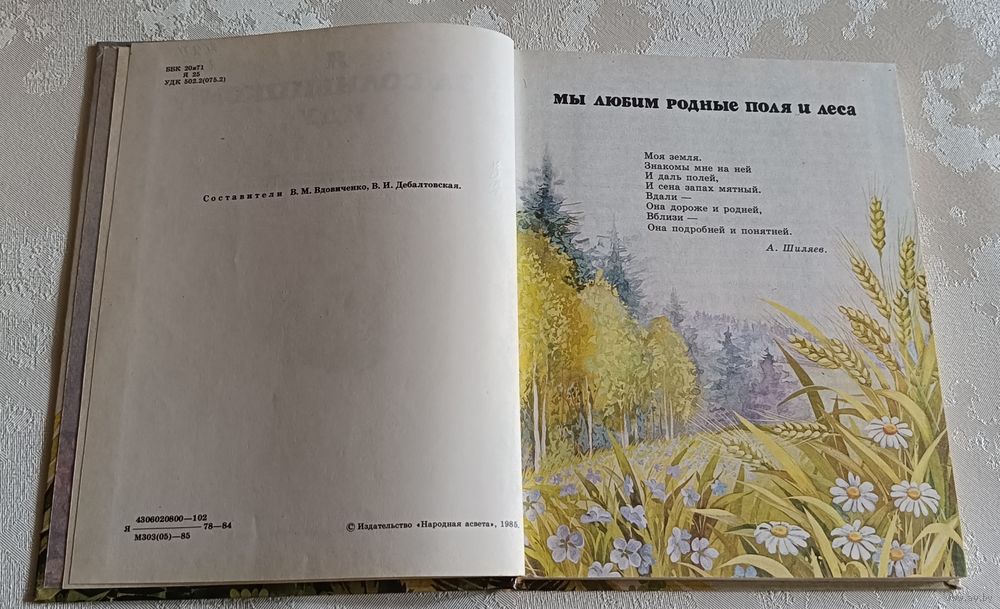 ББК 20я71
Я 25
УДК 502.2(075.2)
Составители В. М. Вдовиченко, В. И. Дебалтовская.
4306020800—102
Я ——— 78—84
М303(05)—85
© Издательство «Народная асвета», 1985.
МЫ ЛЮБИМ РОДНЫЕ ПОЛЯ И ЛЕСА
Моя земля.
Знакомы мне на ней
И даль полей,
И сена запах мятный.
Вдали —
Она дороже и родней,
Вблизи —
Она подробней и понятней.
А. Шиляев.